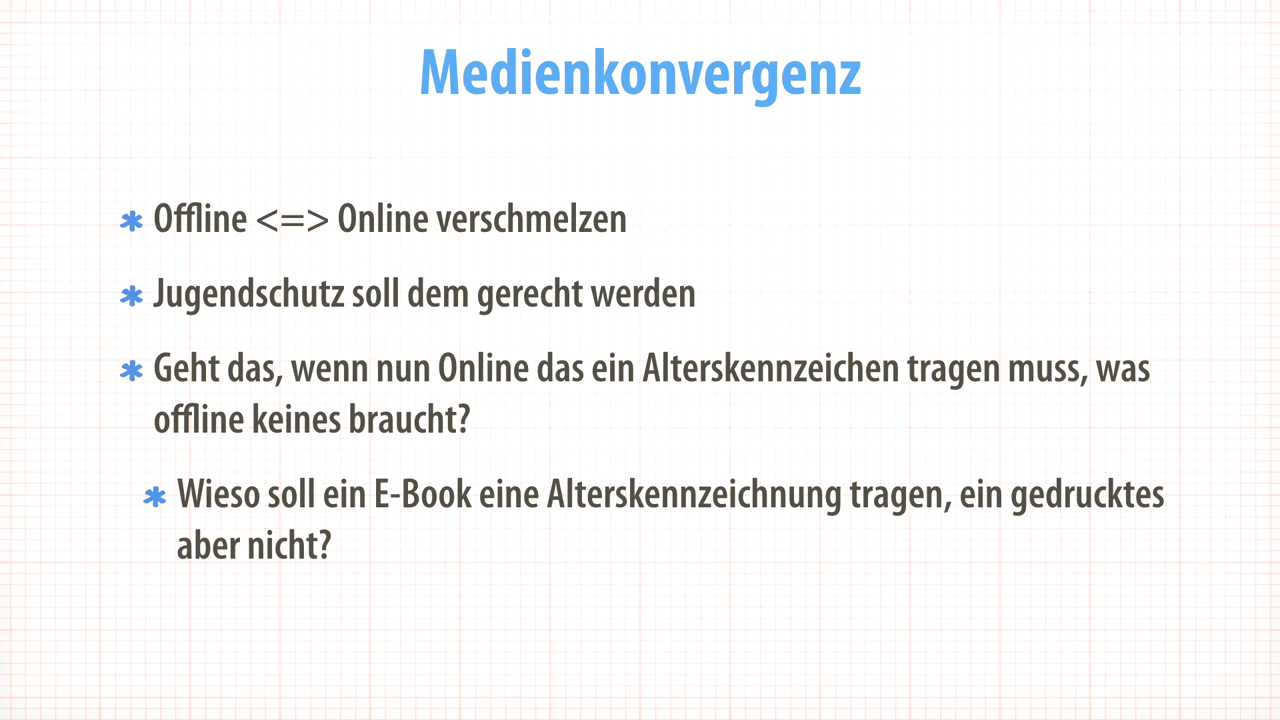 Medienkonvergenz
* Offline <=> Online verschmelzen
* Jugendschutz soll dem gerecht werden
* Geht das, wenn nun Online das ein Alterskennzeichen tragen muss, was
offline keines braucht?
* Wieso soll ein E-Book eine Alterskennzeichnung tragen, ein gedrucktes
aber nicht?